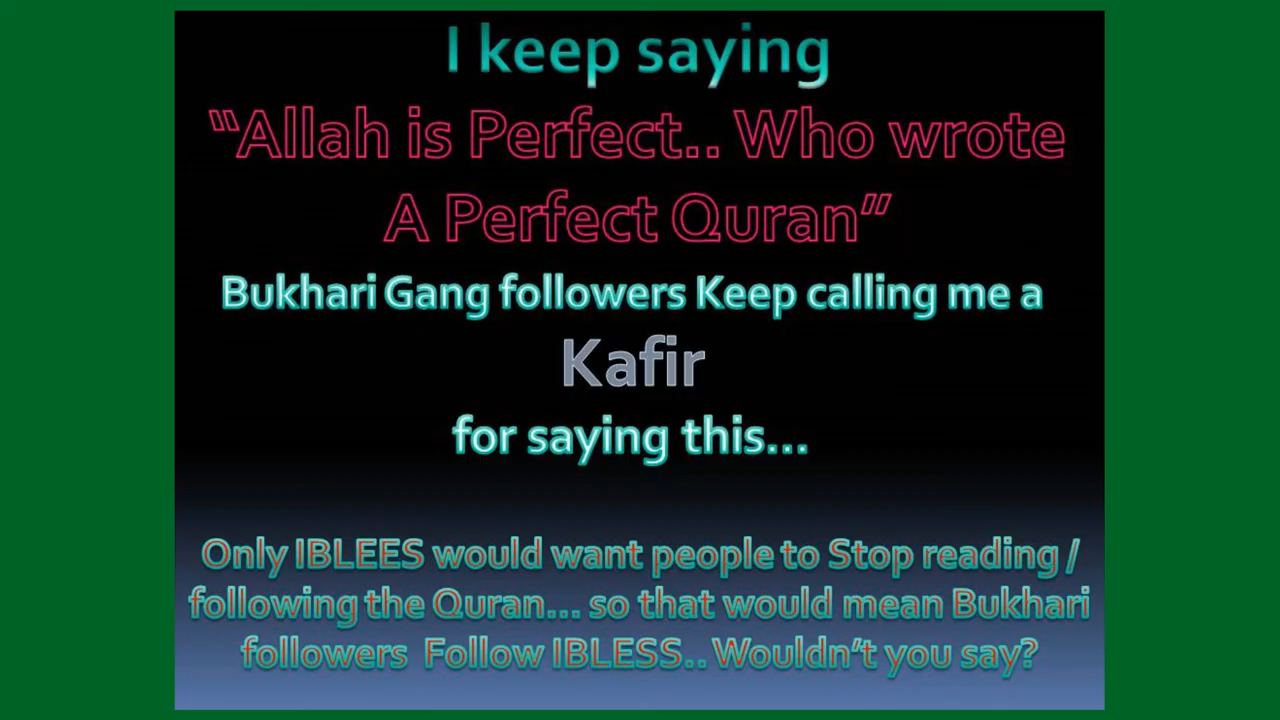 I keep saying
“Allah is Perfect.. Who wrote
A Perfect Quran”
Bukhari Gang followers Keep calling me a
Kafir
for saying this...
Only IBLEES would want people to Stop reading /
following the Quran... so that would mean Bukhari
followers Follow IBLESS.. Wouldn’t you say?